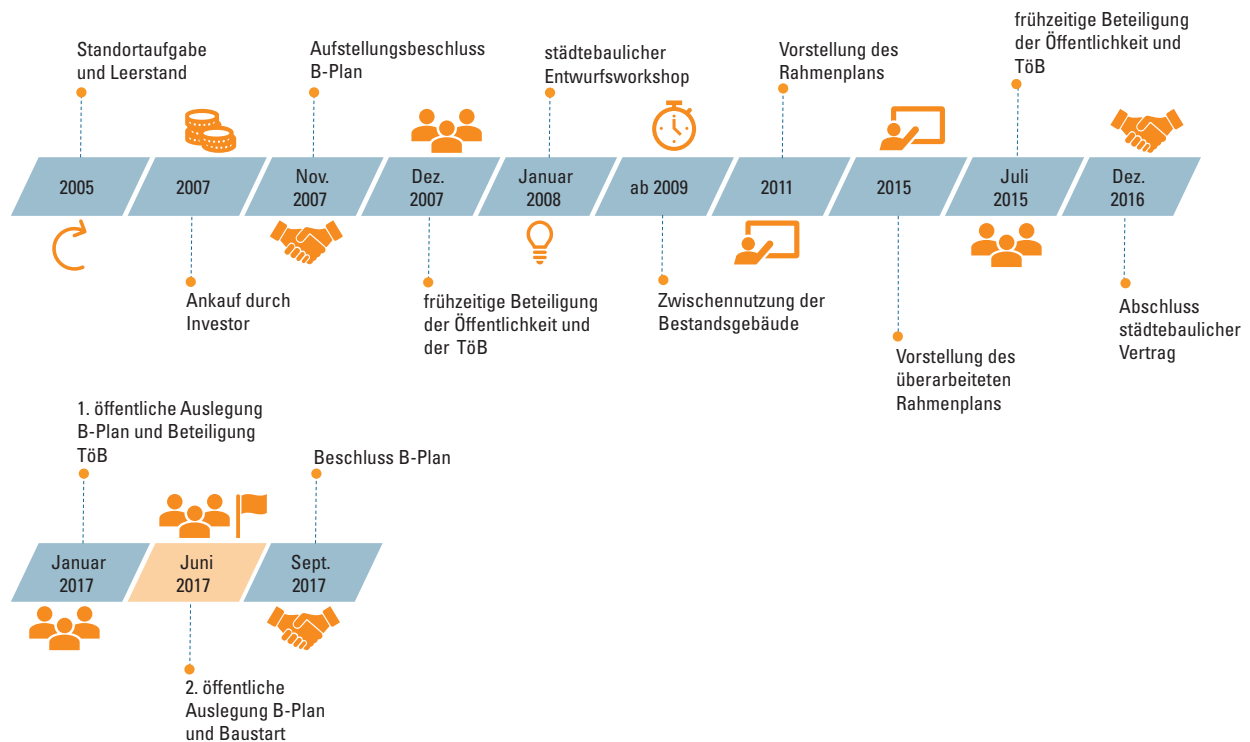 Standortaufgabe
und Leerstand
2005
2007
Ankauf durch
Investor
Aufstellungsbeschluss
B-Plan
Nov.
2007
Dez.
2007
frühzeitige Beteiligung
der Öffentlichkeit und
der TöB
städtebaulicher
Entwurfsworkshop
Januar
2008
ab 2009
Zwischennutzung der
Bestandsgebäude
Vorstellung des
Rahmenplans
2011
2015
Vorstellung des
überarbeiteten
Rahmenplans
frühzeitige Beteiligung
der Öffentlichkeit und
TöB
Juli
2015
Dez.
2016
Abschluss
städtebaulicher
Vertrag
1. öffentliche Auslegung
B-Plan und Beteiligung
TöB
Januar
2017
Juni
2017
2. öffentliche
Auslegung B-Plan
und Baustart
Beschluss B-Plan
Sept.
2017